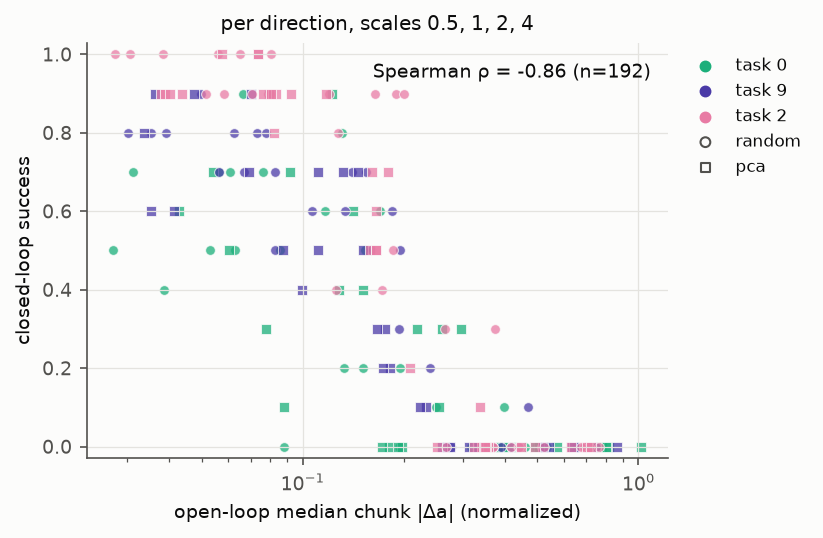 per direction, scales 0.5, 1, 2, 4
Spearman ρ = -0.86 (n=192)
closed-loop success
1.0
0.8
0.6
0.4
0.2
0.0
10⁻¹
10⁰
open-loop median chunk |Δa| (normalized)
task 0
task 9
task 2
random
pca